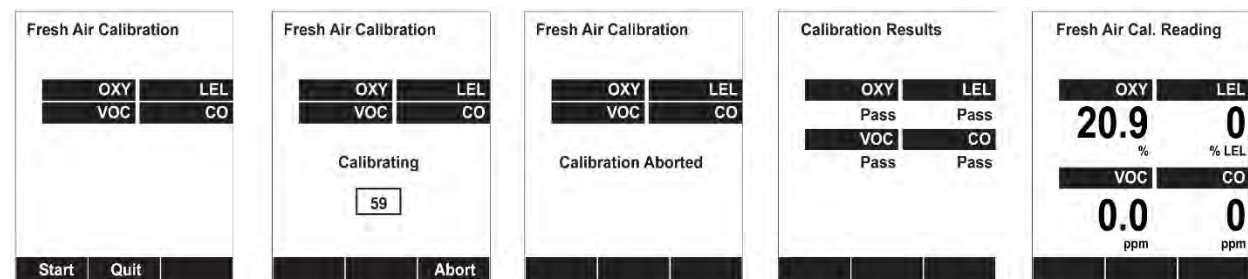 Fresh Air Calibration
OXY LEL
VOC CO
Start Quit
Fresh Air Calibration
OXY LEL
VOC CO
Calibrating
59
Abort
Fresh Air Calibration
OXY LEL
VOC CO
Calibration Aborted
Calibration Results
OXY LEL
Pass Pass
VOC CO
Pass Pass
Fresh Air Cal. Reading
OXY LEL
20.9 0
% % LEL
VOC CO
0.0 0
ppm ppm